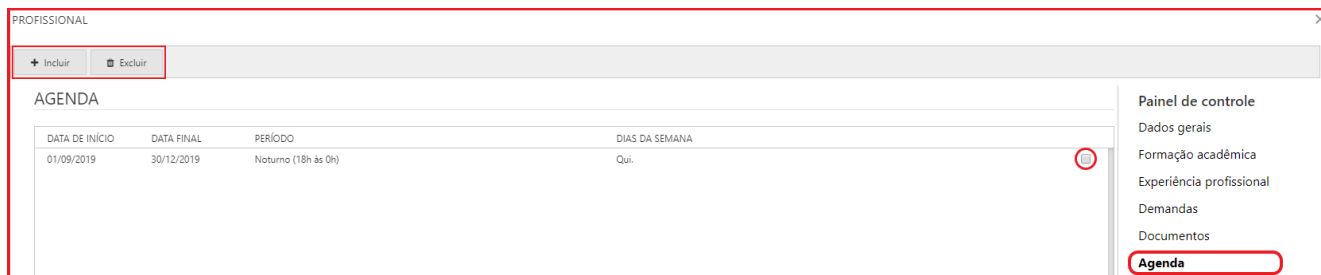 PROFISSIONAL
Incluir Excluir
AGENDA
DATA DE INÍCIO DATA FINAL PERÍODO DIAS DA SEMANA
01/09/2019 30/12/2019 Noturno (18h às 0h) Qui.
Painel de controle
Dados gerais
Formação acadêmica
Experiência profissional
Demandas
Documentos
Agenda